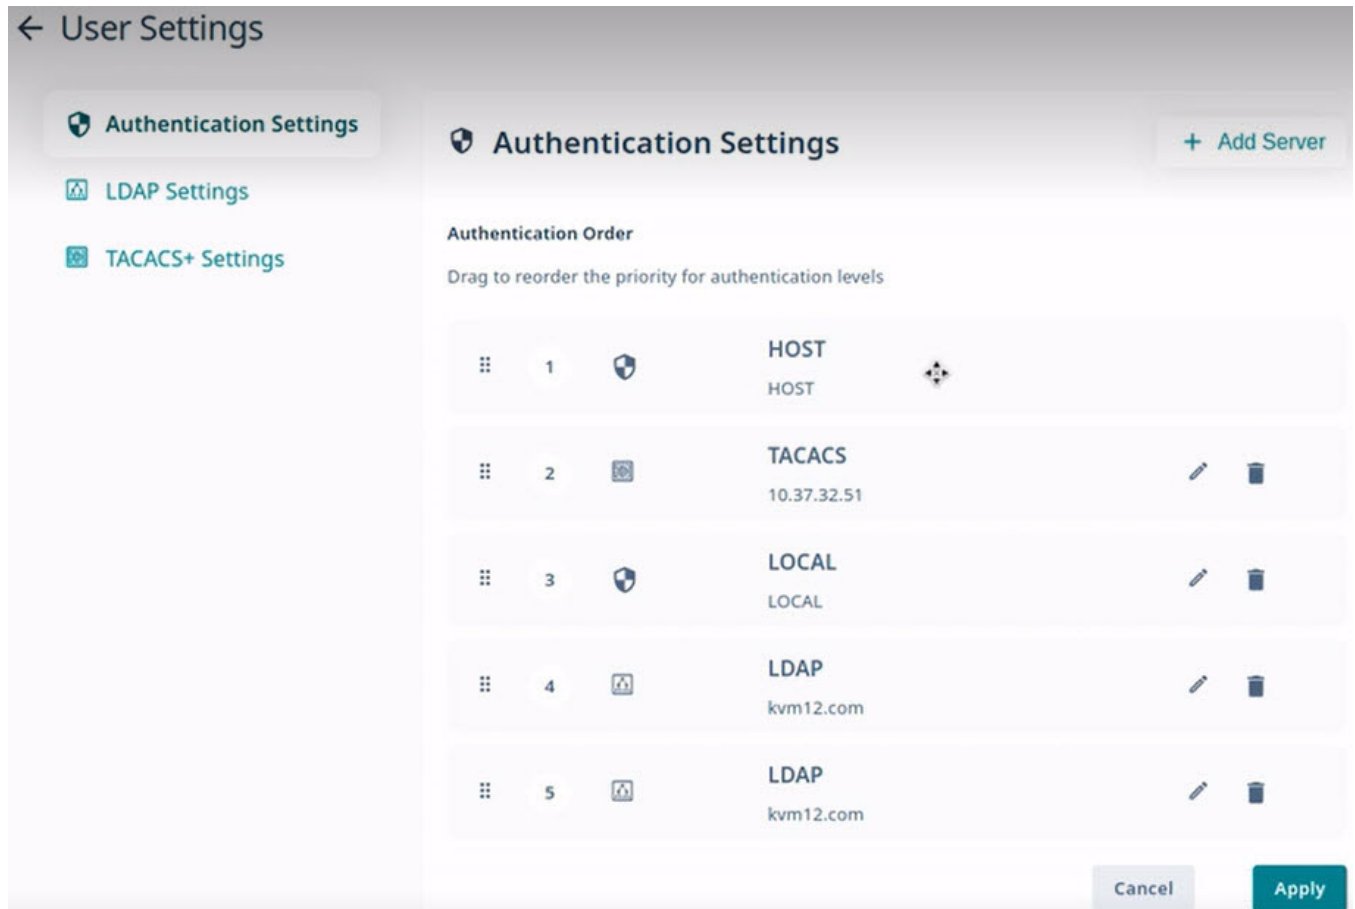 User Settings
Authentication Settings
LDAP Settings
TACACS+ Settings
Authentication Settings
+ Add Server
Authentication Order
Drag to reorder the priority for authentication levels
1
HOST
HOST
2
TACACS
10.37.32.51
3
LOCAL
LOCAL
4
LDAP
kvm12.com
5
LDAP
kvm12.com
Cancel
Apply